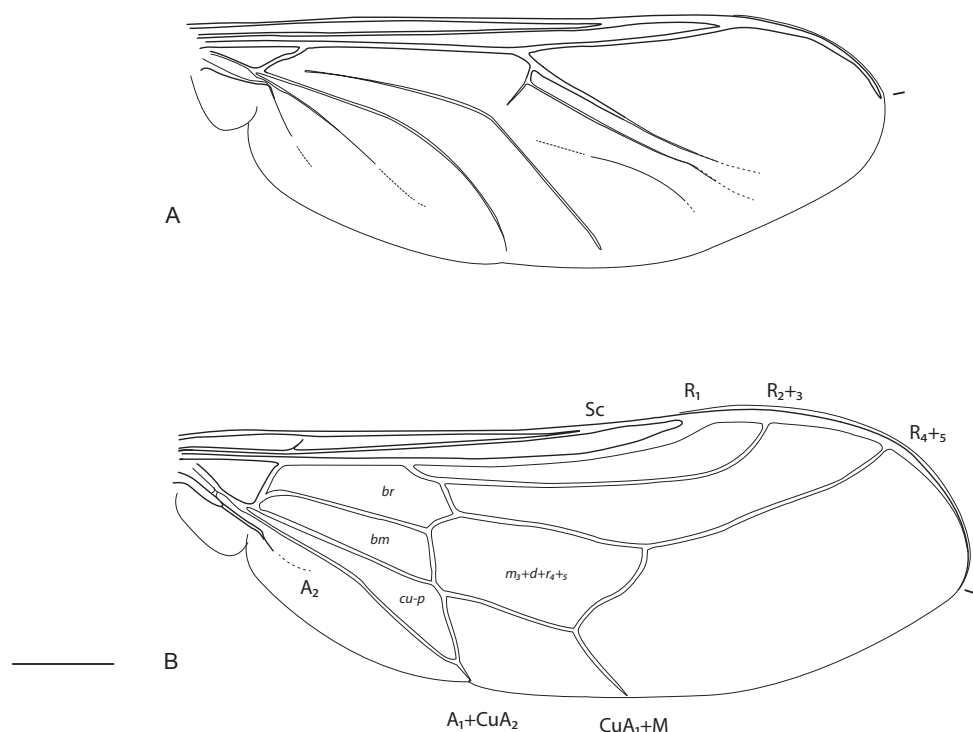 A
Sc
R₁
R₂+₃
R₄+₅
br
bm
m₃+d+r₄+₅
cu-p
A₂
B
A₁+CuA₂
CuA₁+M